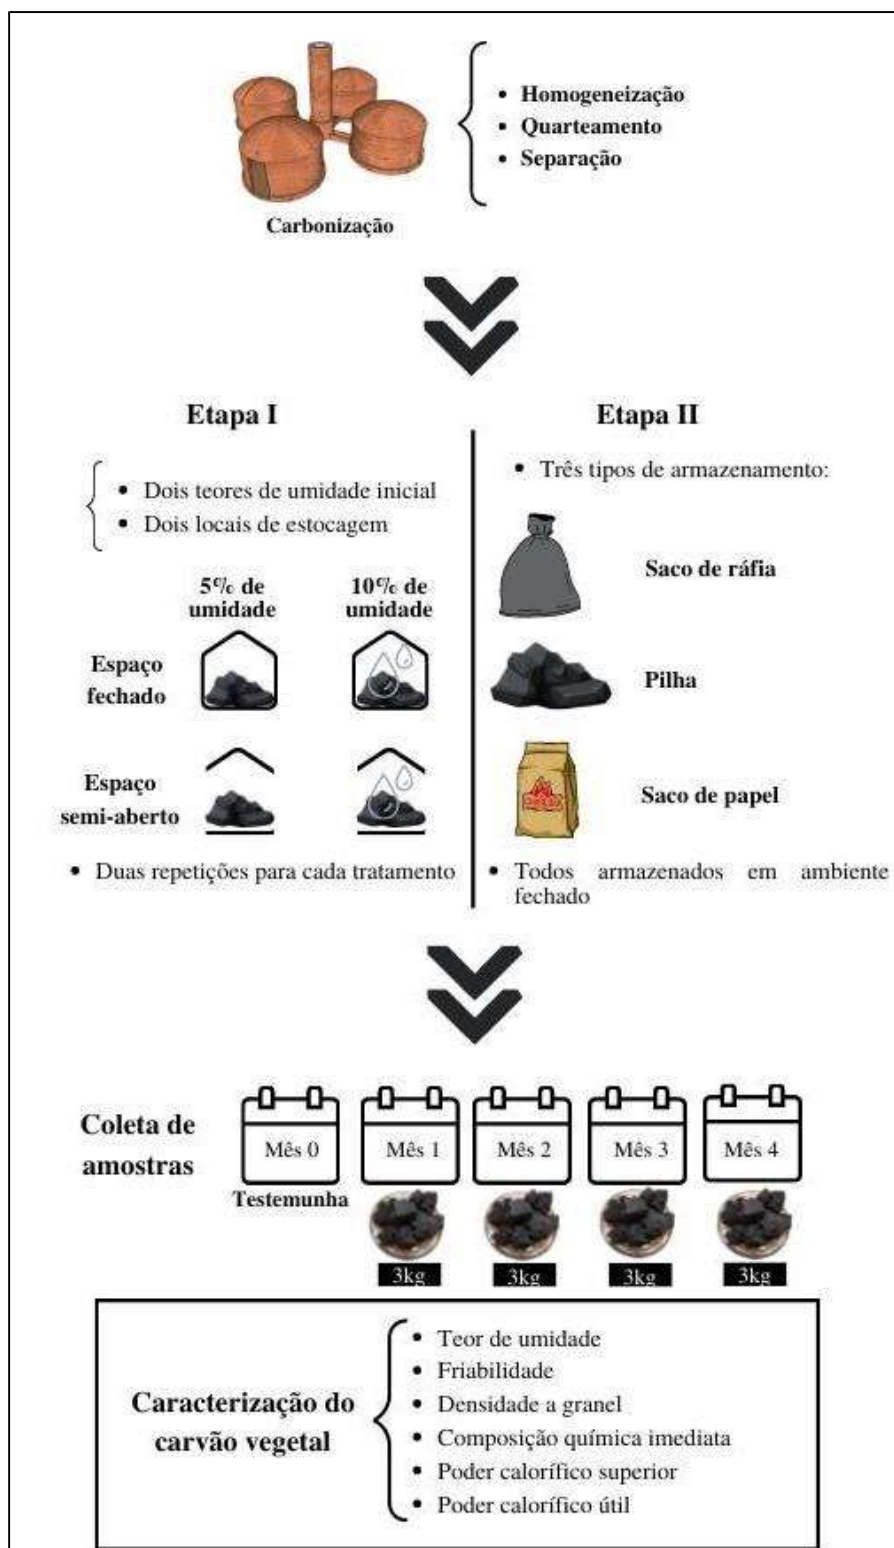 • Homogeneização
• Quarteamento
• Separação
Carbonização
Etapa I
• Dois teores de umidade inicial
• Dois locais de estocagem
5% de
umidade
10% de
umidade
Espaço
fechado
Espaço
semi-aberto
• Duas repetições para cada tratamento
Etapa II
• Três tipos de armazenamento:
Saco de ráfia
Pilha
Saco de papel
• Todos armazenados em ambiente
fechado
Coleta de
amostras
Mês 0
Mês 1
Mês 2
Mês 3
Mês 4
Testemunha
3kg
3kg
3kg
3kg
Caracterização do
carvão vegetal
• Teor de umidade
• Friabilidade
• Densidade a granel
• Composição química imediata
• Poder calorífico superior
• Poder calorífico útil